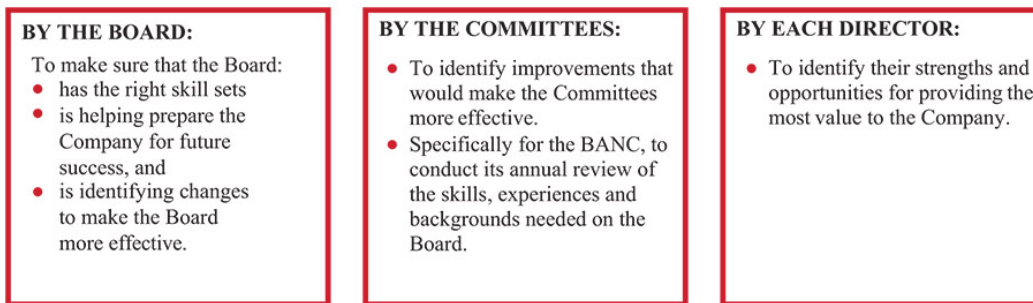 BY THE BOARD:
To make sure that the Board:
• has the right skill sets
• is helping prepare the
Company for future
success, and
• is identifying changes
to make the Board
more effective.
BY THE COMMITTEES:
• To identify improvements that
would make the Committees
more effective.
• Specifically for the BANC, to
conduct its annual review of
the skills, experiences and
backgrounds needed on the
Board.
BY EACH DIRECTOR:
• To identify their strengths and
opportunities for providing the
most value to the Company.